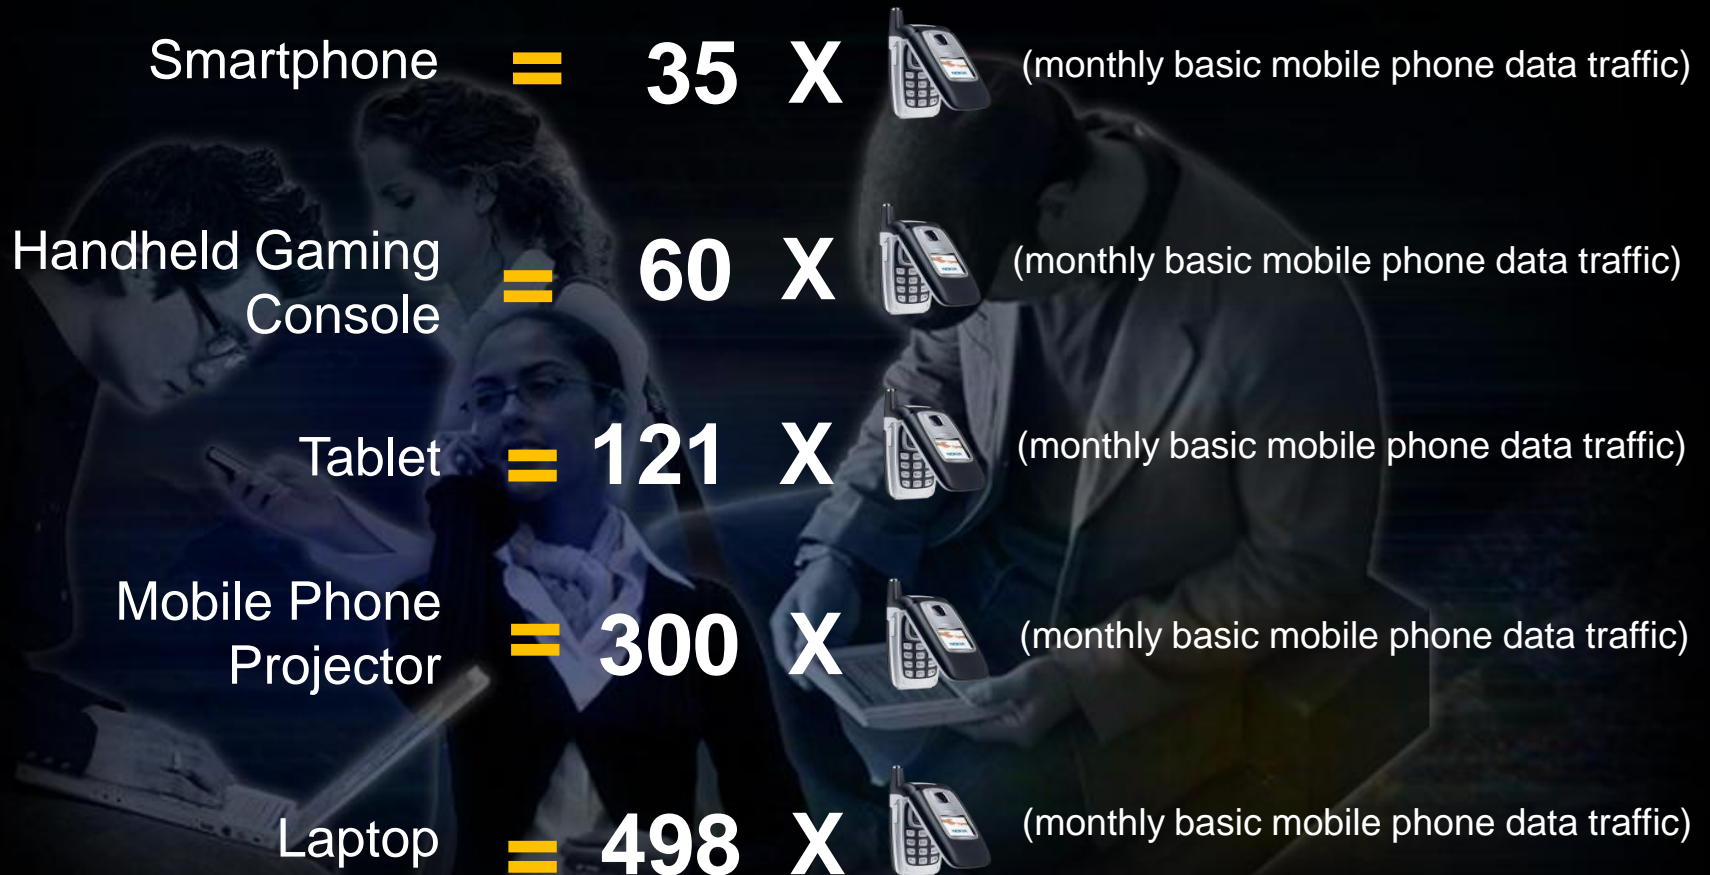 Smartphone = 35 X (monthly basic mobile phone data traffic)
Handheld Gaming
Console = 60 X (monthly basic mobile phone data traffic)
Tablet = 121 X (monthly basic mobile phone data traffic)
Mobile Phone
Projector = 300 X (monthly basic mobile phone data traffic)
Laptop = 498 X (monthly basic mobile phone data traffic)